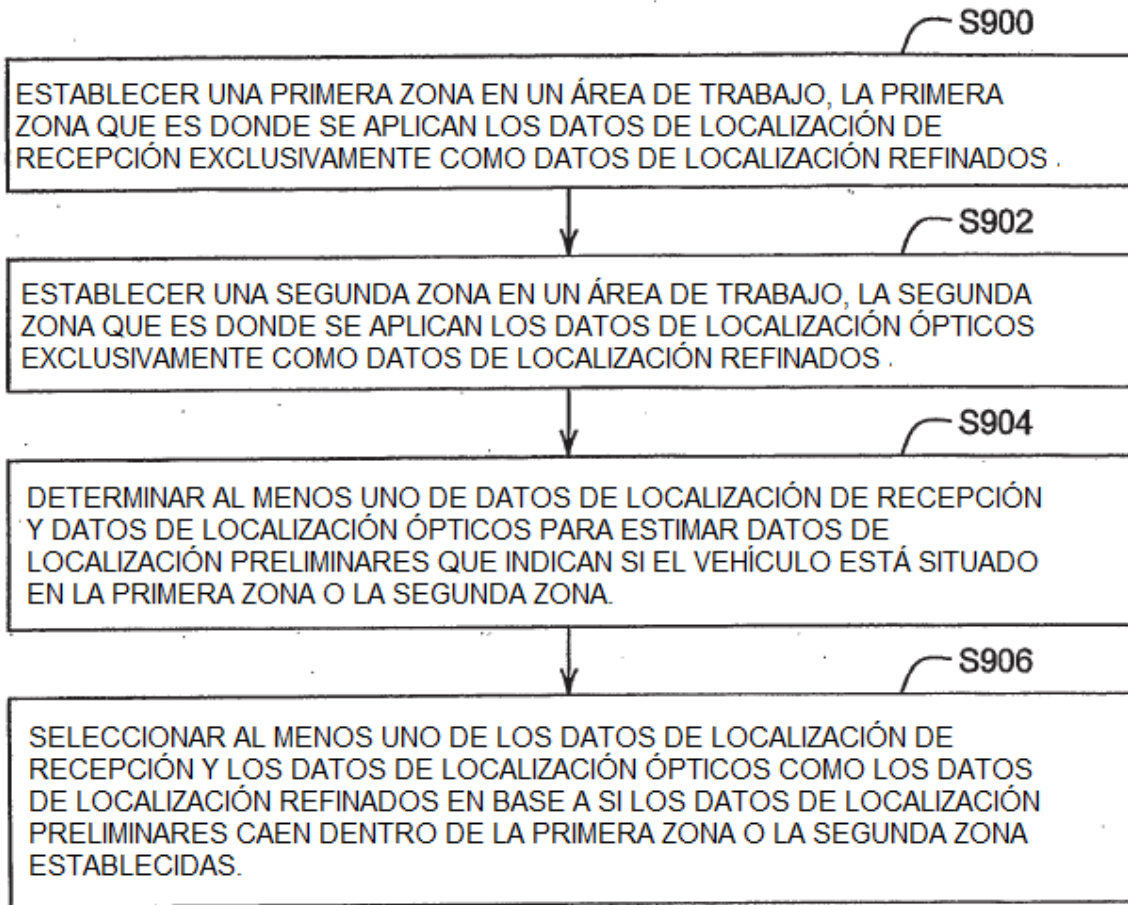 S900
ESTABLECER UNA PRIMERA ZONA EN UN ÁREA DE TRABAJO, LA PRIMERA
ZONA QUE ES DONDE SE APLICAN LOS DATOS DE LOCALIZACIÓN DE
RECEPCIÓN EXCLUSIVAMENTE COMO DATOS DE LOCALIZACIÓN REFINADOS .
S902
ESTABLECER UNA SEGUNDA ZONA EN UN ÁREA DE TRABAJO, LA SEGUNDA
ZONA QUE ES DONDE SE APLICAN LOS DATOS DE LOCALIZACIÓN ÓPTICOS
EXCLUSIVAMENTE COMO DATOS DE LOCALIZACIÓN REFINADOS .
S904
DETERMINAR AL MENOS UNO DE DATOS DE LOCALIZACIÓN DE RECEPCIÓN
Y DATOS DE LOCALIZACIÓN ÓPTICOS PARA ESTIMAR DATOS DE
LOCALIZACIÓN PRELIMINARES QUE INDICAN SI EL VEHÍCULO ESTÁ SITUADO
EN LA PRIMERA ZONA O LA SEGUNDA ZONA.
S906
SELECCIONAR AL MENOS UNO DE LOS DATOS DE LOCALIZACIÓN DE
RECEPCIÓN Y LOS DATOS DE LOCALIZACIÓN ÓPTICOS COMO LOS DATOS
DE LOCALIZACIÓN REFINADOS EN BASE A SI LOS DATOS DE LOCALIZACIÓN
PRELIMINARES CAEN DENTRO DE LA PRIMERA ZONA O LA SEGUNDA ZONA
ESTABLECIDAS.